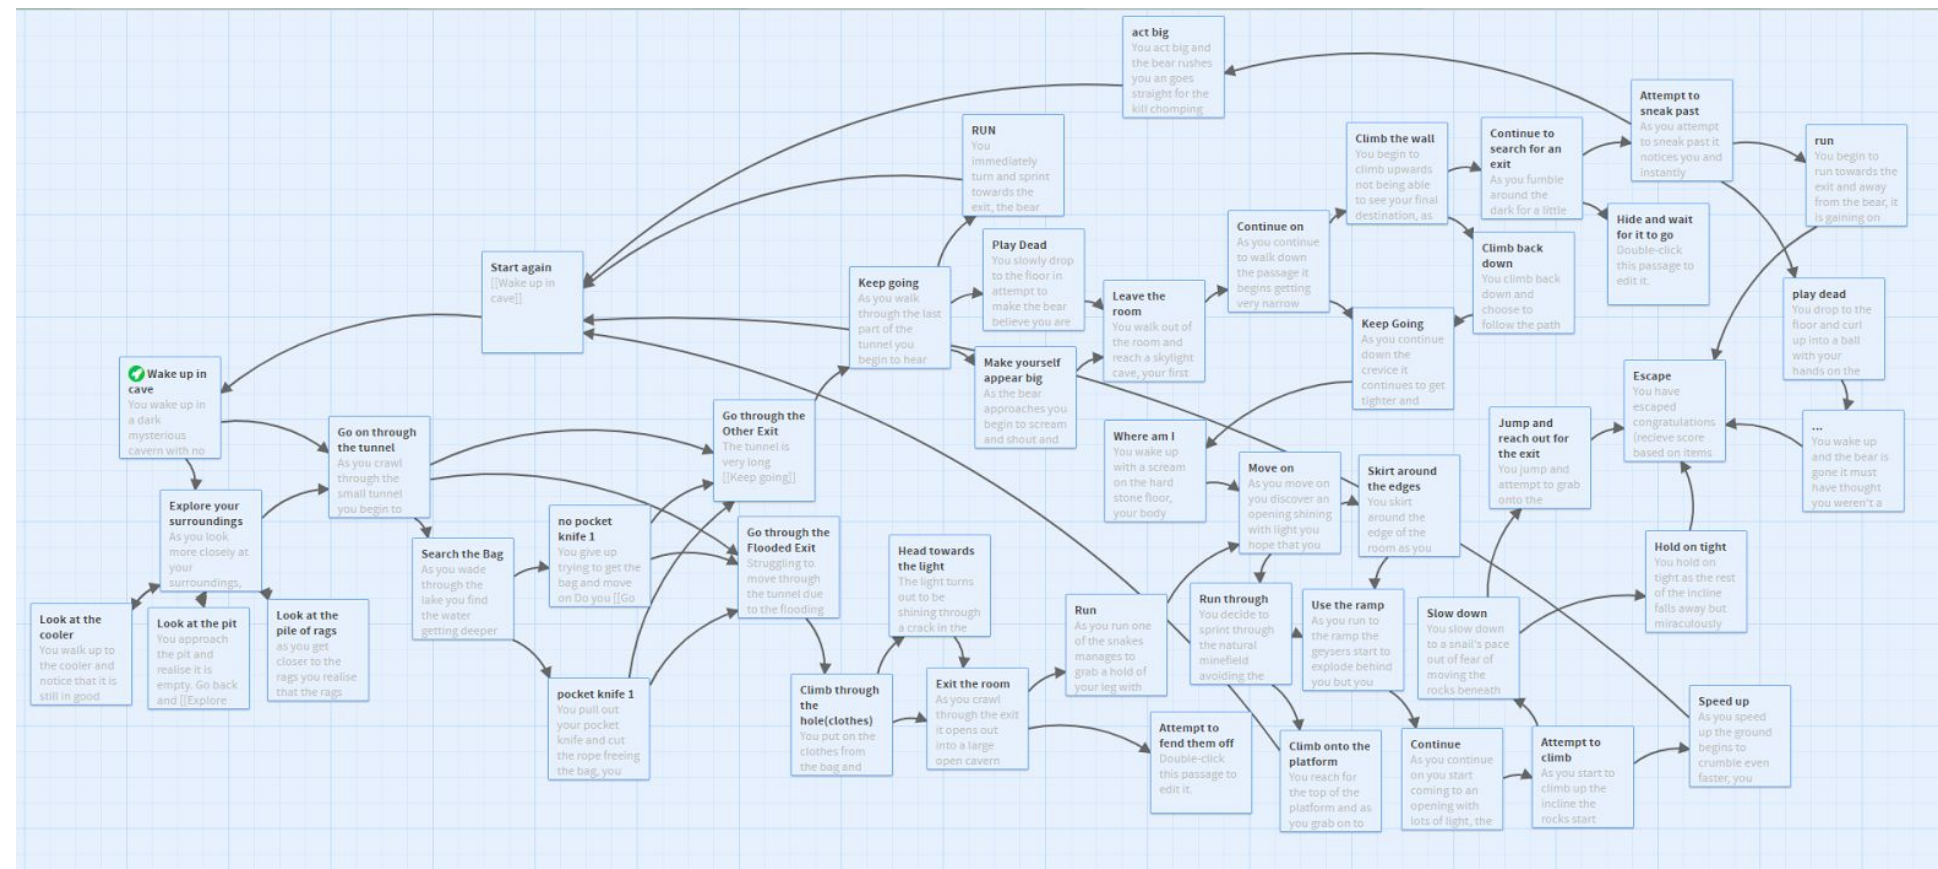 act big
You act big and
the bear rushes
you an goes
straight for the
kill chomping
RUN
You
immediately
turn and sprint
towards the
exit, the bear
Attempt to
sneak past
As you attempt
to sneak past it
notices you and
instantly
Climb the wall
You begin to
climb upwards
not being able
to see your final
destination, as
Continue to
search for an
exit
As you fumble
around the
dark for a little
run
You begin to
run towards the
exit and away
from the bear, it
is gaining on
Hide and wait
for it to go
Double-click
this passage to
edit it.
Continue on
As you continue
to walk down
the passage it
begins getting
very narrow
Play Dead
You slowly drop
to the floor in
attempt to
make the bear
believe you are
Climb back
down
You climb back
down and
choose to
follow the path
Start again
[[Wake up in
cave]]
Keep going
As you walk
through the last
part of the
tunnel you
begin to hear
Leave the
room
You walk out of
the room and
reach a skylight
cave, your first
play dead
You drop to the
floor and curl
up into a ball
with your
hands on the
Keep Going
As you continue
down the
crevice it
continues to get
tighter and
Make yourself
appear big
As the bear
approaches you
begin to scream
and shout and
Wake up in
cave
You wake up in
a dark
mysterious
cavern with no
Escape
You have
escaped
congratulations
(recieve score
based on items
Go through the
Other Exit
The tunnel is
very long
[[Keep going]]
Go on through
the tunnel
As you crawl
through the
small tunnel
you begin to
Where am I
You wake up
with a scream
on the hard
stone floor,
your body
Jump and
reach out for
the exit
You jump and
attempt to grab
onto the
...
You wake up
and the bear is
gone it must
have thought
you weren't a
Move on
As you move on
you discover an
opening shining
with light you
hope that you
Skirt around
the edges
You skirt
around the
edge of the
room as you
Explore your
surroundings
As you look
more closely at
your
surroundings,
no pocket
knife 1
You give up
trying to get the
bag and move
on Do you [[Go
Go through the
Flooded Exit
Struggling to
move through
the tunnel due
to the flooding
Search the Bag
As you wade
through the
lake you find
the water
getting deeper
Head towards
the light
The light turns
out to be
shining through
a crack in the
Hold on tight
You hold on
tight as the rest
of the incline
falls away but
miraculously
Look at the
cooler
You walk up to
the cooler and
notice that it is
still in good
Look at the pit
You approach
the pit and
realise it is
empty. Go back
and [[Explore
Look at the
pile of rags
as you get
closer to the
rags you realise
that the rags
Run
As you run one
of the snakes
manages to
grab a hold of
your leg with
Run through
You decide to
sprint through
the natural
minefield
avoiding the
Use the ramp
As you run to
the ramp the
geysers start to
explode behind
you but you
Slow down
You slow down
to a snail's pace
out of fear of
moving the
rocks beneath
pocket knife 1
You pull out
your pocket
knife and cut
the rope freeing
the bag, you
Climb through
the
hole(clothes)
You put on the
clothes from
the bag and
Exit the room
As you crawl
through the exit
it opens out
into a large
open cavern
Attempt to
fend them off
Double-click
this passage to
edit it.
Climb onto the
platform
You reach for
the top of the
platform and as
you grab on to
Continue
As you continue
on you start
coming to an
opening with
lots of light, the
Attempt to
climb
As you start to
climb up the
incline the
rocks start
Speed up
As you speed
up the ground
begins to
crumble even
faster, you